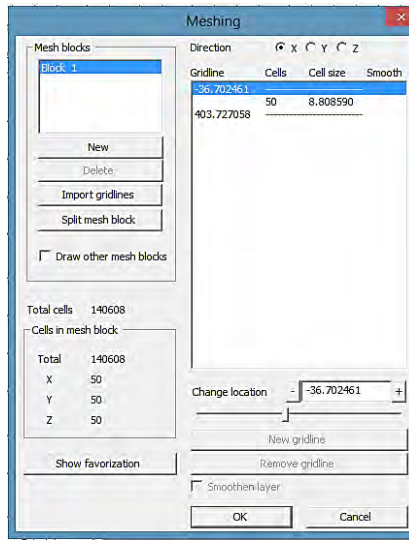 Meshing
Mesh blocks
Block 1
New
Delete
Import gridlines
Split mesh block
Draw other mesh blocks
Total cells 140608
Cells in mesh block
Total 140608
X 50
Y 50
Z 50
Show favorization
Direction X Y Z
Gridline Cells Cell size Smooth
-36.702461 --------------------
50 8.808590
403.727058 --------------------
Change location - -36.702461 +
New gridline
Remove gridline
Smoothen layer
OK Cancel